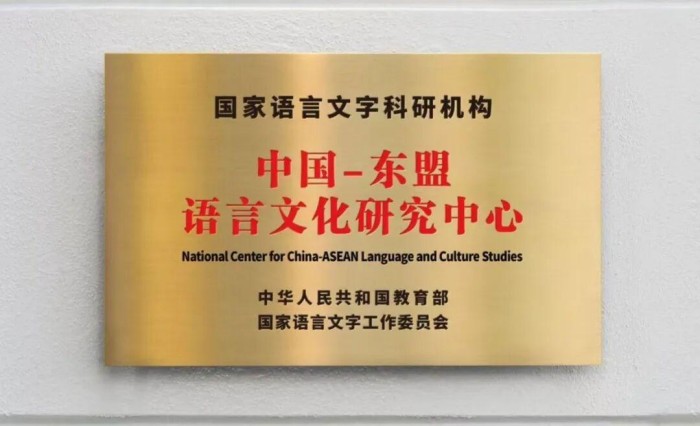 国家语言文字科研机构
中国-东盟
语言文化研究中心
National Center for China-ASEAN Language and Culture Studies
中华人民共和国教育部
国家语言文字工作委员会